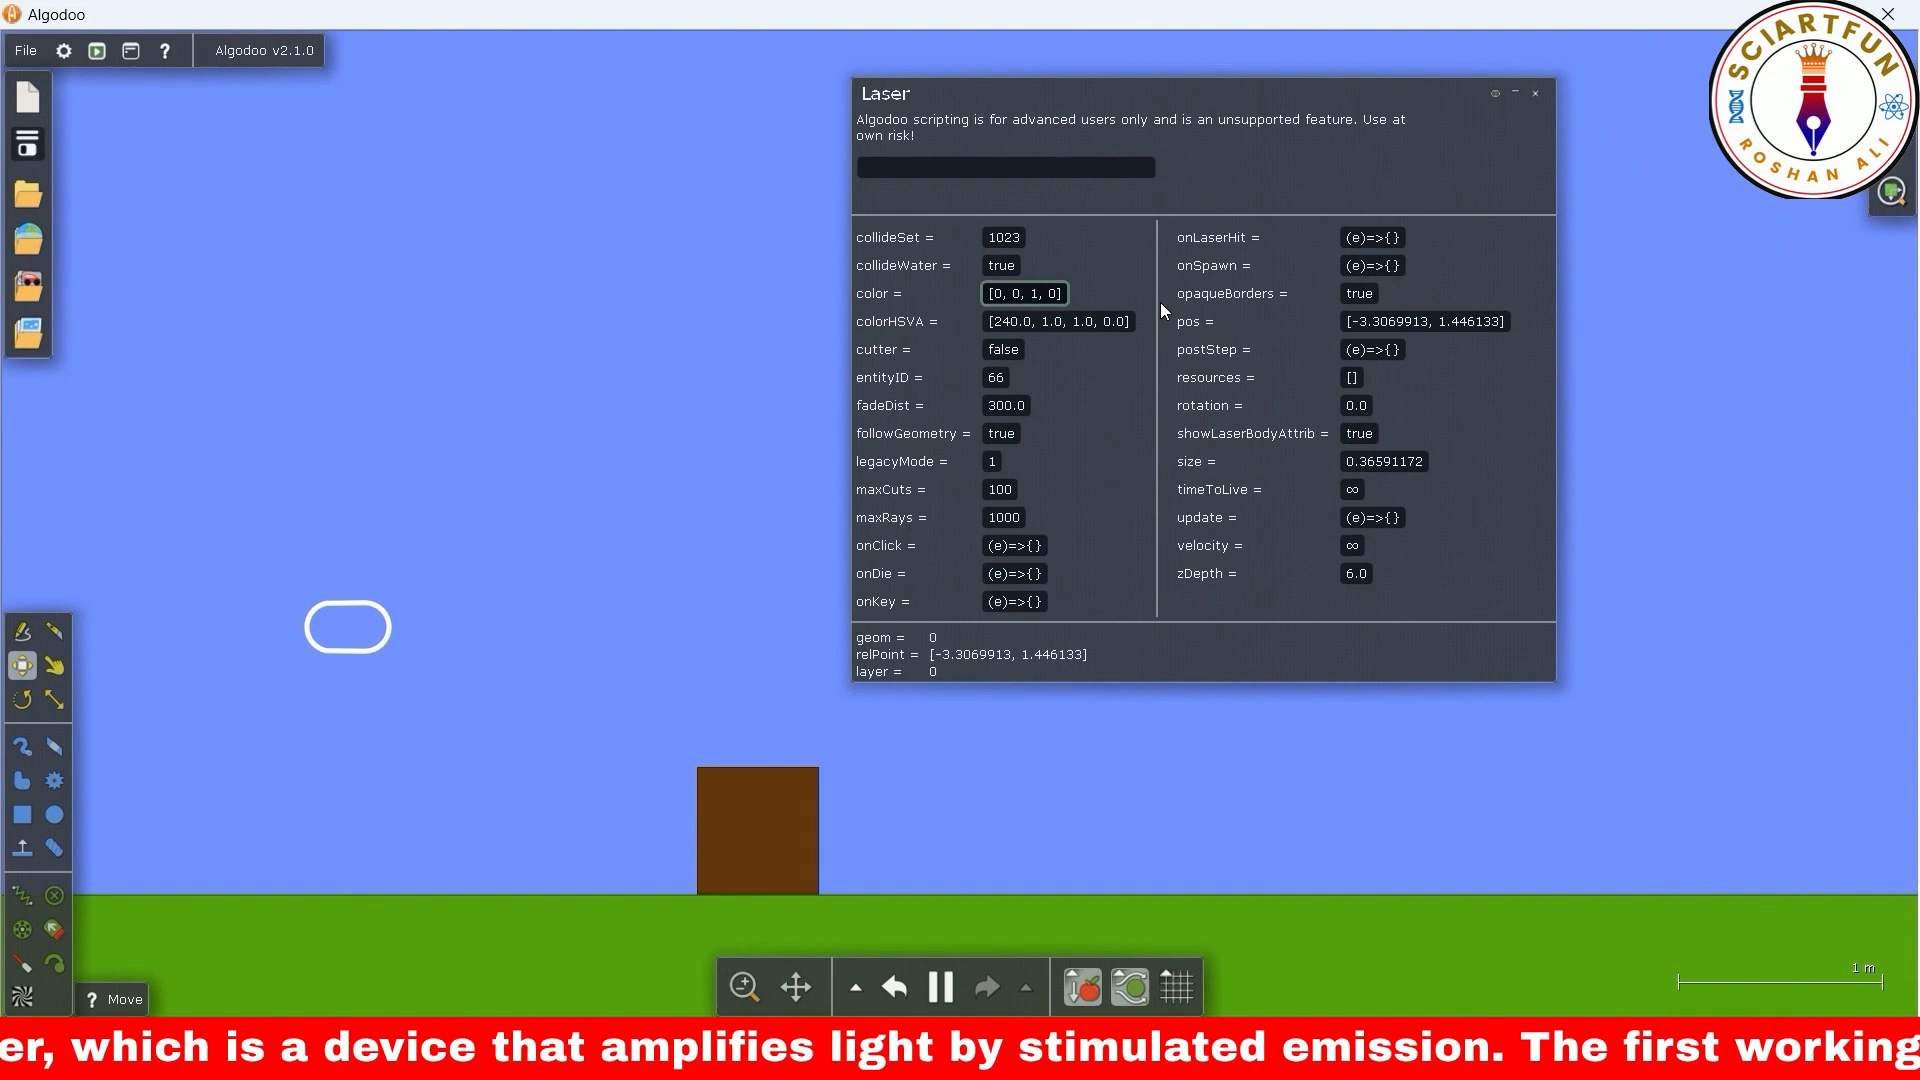 Algodoo
File
?
Algodoo v2.1.0
SCIARTFUN
ROSHAN ALI
Laser
Algodoo scripting is for advanced users only and is an unsupported feature. Use at
own risk!
collideSet = 1023
collideWater = true
color = [0, 0, 1, 0]
colorHSVA = [240.0, 1.0, 1.0, 0.0]
cutter = false
entityID = 66
fadeDist = 300.0
followGeometry = true
legacyMode = 1
maxCuts = 100
maxRays = 1000
onClick = (e)=>{}
onDie = (e)=>{}
onKey = (e)=>{}
onLaserHit = (e)=>{}
onSpawn = (e)=>{}
opaqueBorders = true
pos = [-3.3069913, 1.446133]
postStep = (e)=>{}
resources = []
rotation = 0.0
showLaserBodyAttrib = true
size = 0.36591172
timeToLive = ∞
update = (e)=>{}
velocity = ∞
zDepth = 6.0
geom = 0
relPoint = [-3.3069913, 1.446133]
layer = 0
? Move
1 m
er, which is a device that amplifies light by stimulated emission. The first working